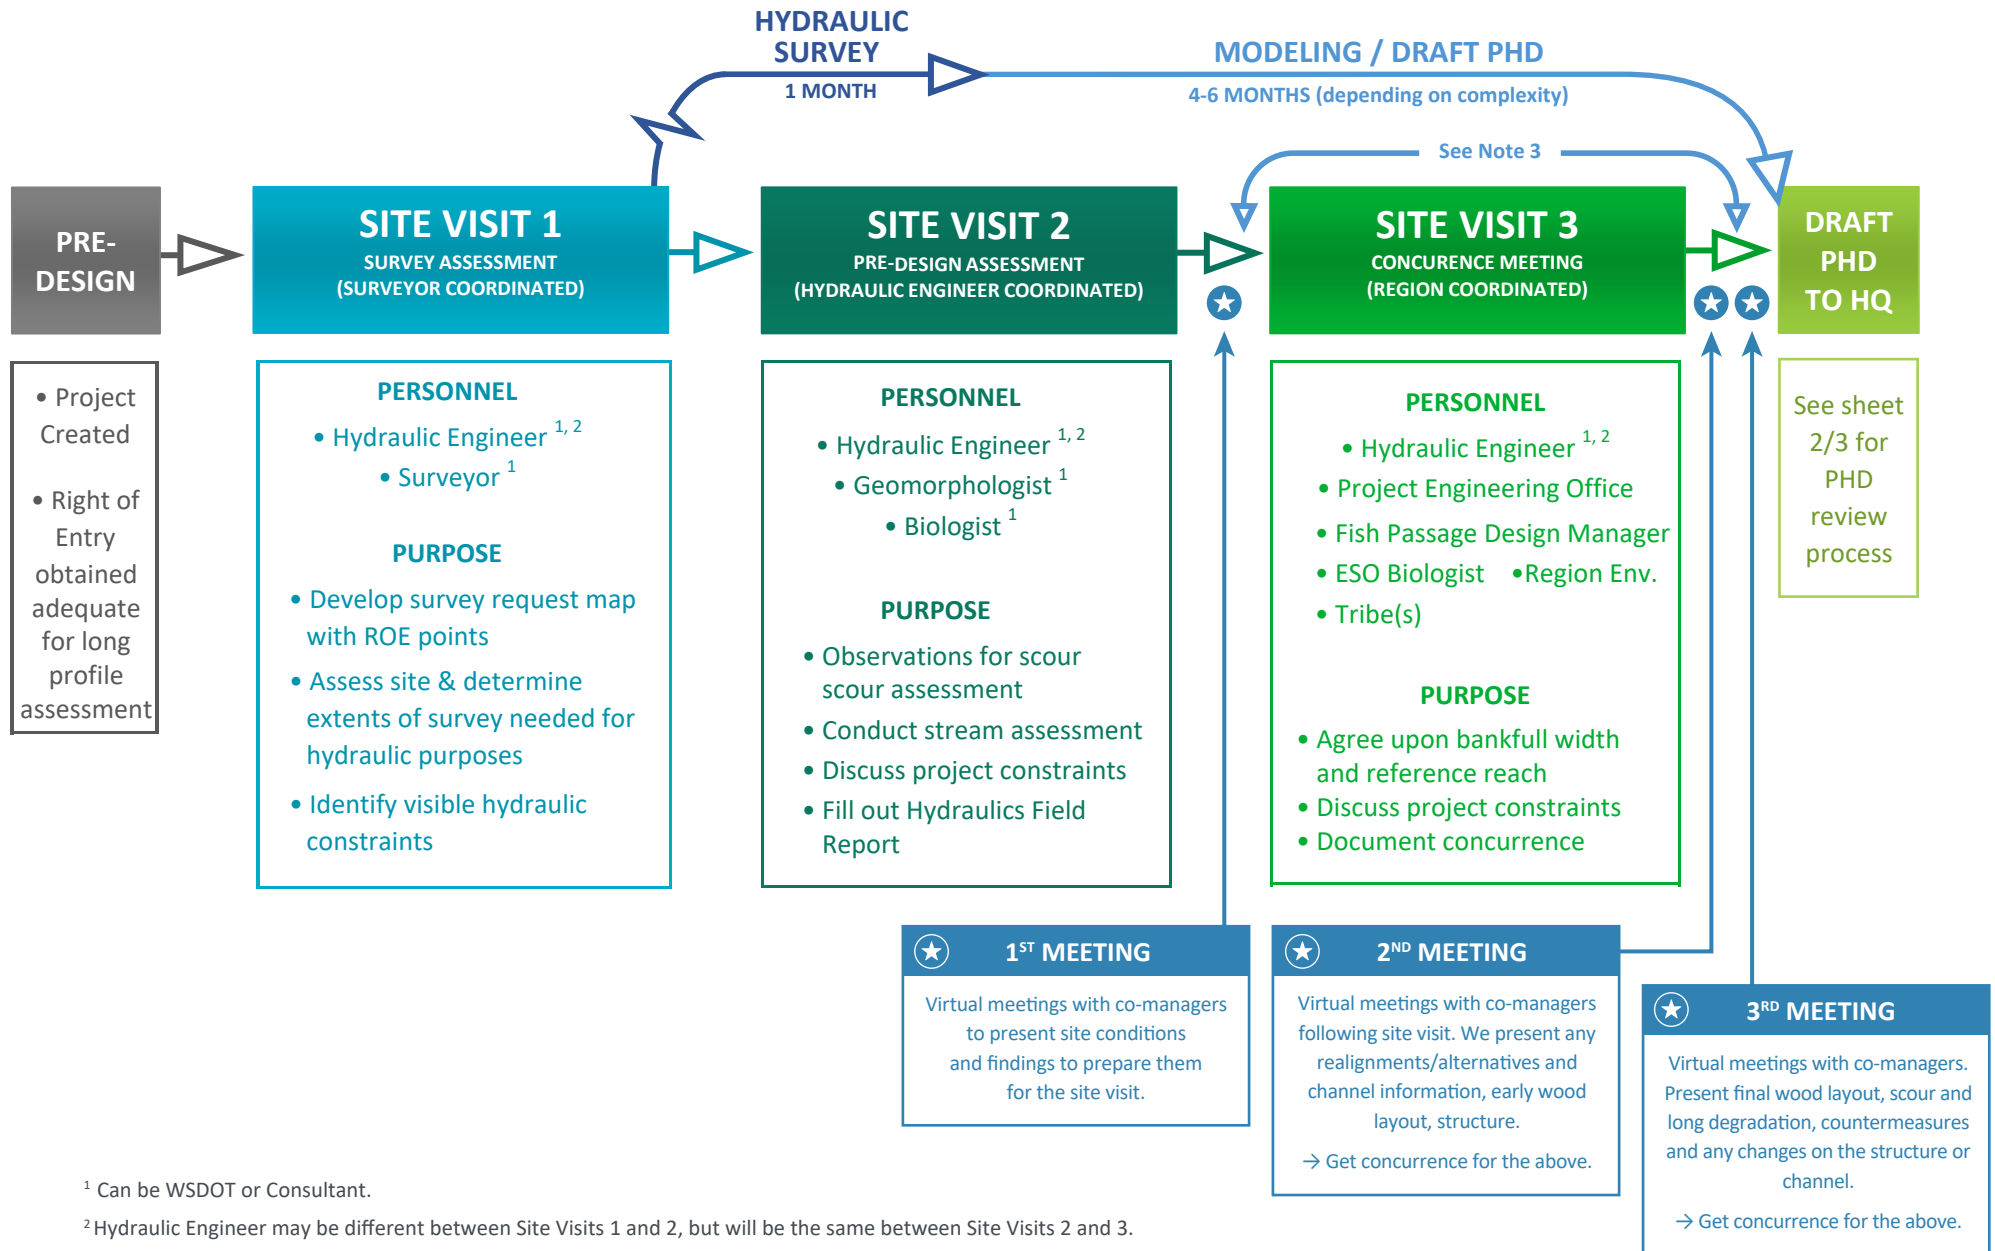 HYDRAULIC
SURVEY
1 MONTH
MODELING / DRAFT PHD
4-6 MONTHS (depending on complexity)
See Note 3
PRE-
DESIGN
SITE VISIT 1
SURVEY ASSESSMENT
(SURVEYOR COORDINATED)
SITE VISIT 2
PRE-DESIGN ASSESSMENT
(HYDRAULIC ENGINEER COORDINATED)
SITE VISIT 3
CONCURENCE MEETING
(REGION COORDINATED)
DRAFT
PHD
TO HQ
• Project
Created
• Right of
Entry
obtained
adequate
for long
profile
assessment
PERSONNEL
• Hydraulic Engineer 1, 2
• Surveyor 1
PURPOSE
• Develop survey request map
with ROE points
• Assess site & determine
extents of survey needed for
hydraulic purposes
• Identify visible hydraulic
constraints
PERSONNEL
• Hydraulic Engineer 1, 2
• Geomorphologist 1
• Biologist 1
PURPOSE
• Observations for scour
scour assessment
• Conduct stream assessment
• Discuss project constraints
• Fill out Hydraulics Field
Report
PERSONNEL
• Hydraulic Engineer 1, 2
• Project Engineering Office
• Fish Passage Design Manager
• ESO Biologist • Region Env.
• Tribe(s)
PURPOSE
• Agree upon bankfull width
and reference reach
• Discuss project constraints
• Document concurrence
See sheet
2/3 for
PHD
review
process
1ST MEETING
Virtual meetings with co-managers
to present site conditions
and findings to prepare them
for the site visit.
2ND MEETING
Virtual meetings with co-managers
following site visit. We present any
realignments/alternatives and
channel information, early wood
layout, structure.
→ Get concurrence for the above.
3RD MEETING
Virtual meetings with co-managers.
Present final wood layout, scour and
long degradation, countermeasures
and any changes on the structure or
channel.
→ Get concurrence for the above.
1 Can be WSDOT or Consultant.
2 Hydraulic Engineer may be different between Site Visits 1 and 2, but will be the same between Site Visits 2 and 3.